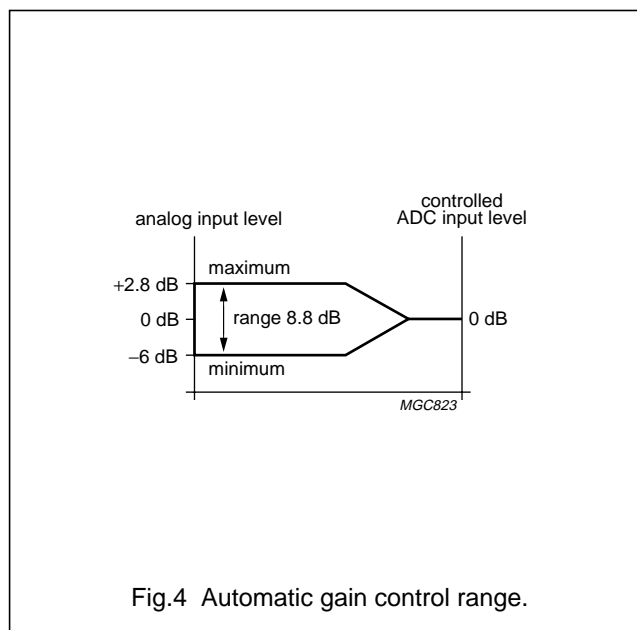 analog input level
controlled
ADC input level
maximum
+2.8 dB
0 dB
range 8.8 dB
0 dB
−6 dB
minimum
MGC823
Fig.4 Automatic gain control range.